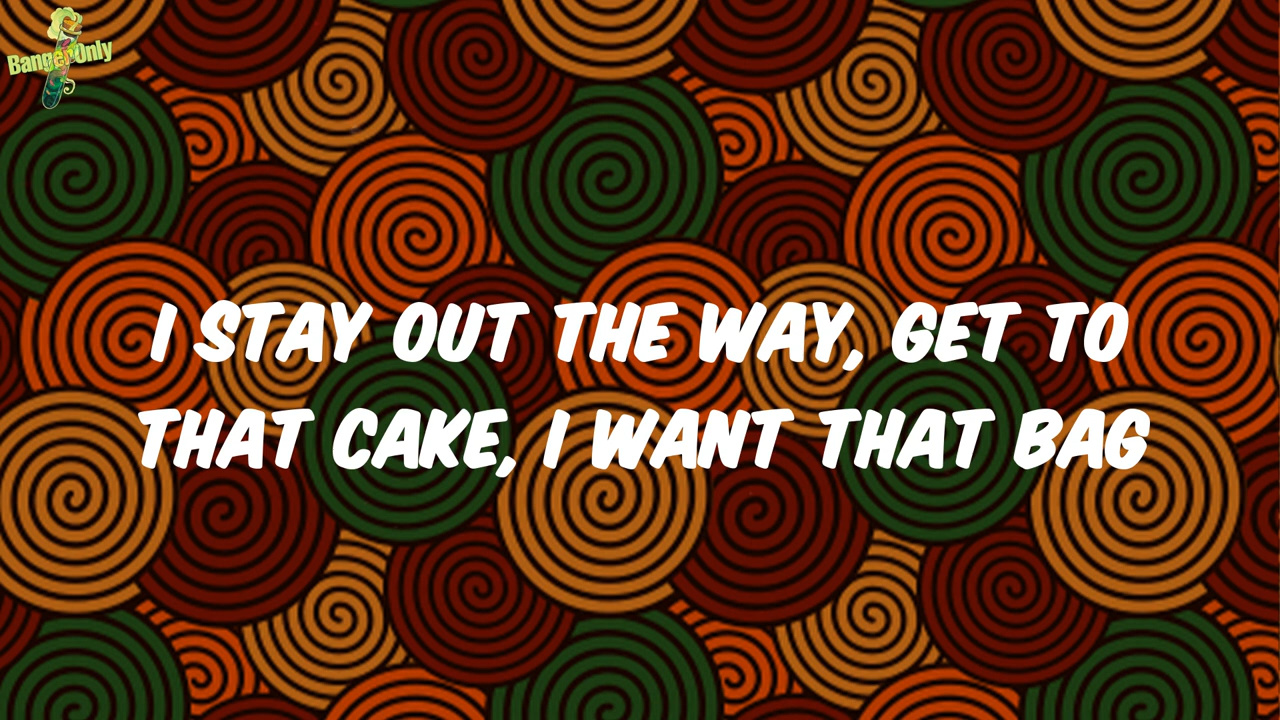 BangerOnly
I STAY OUT THE WAY, GET TO
THAT CAKE, I WANT THAT BAG